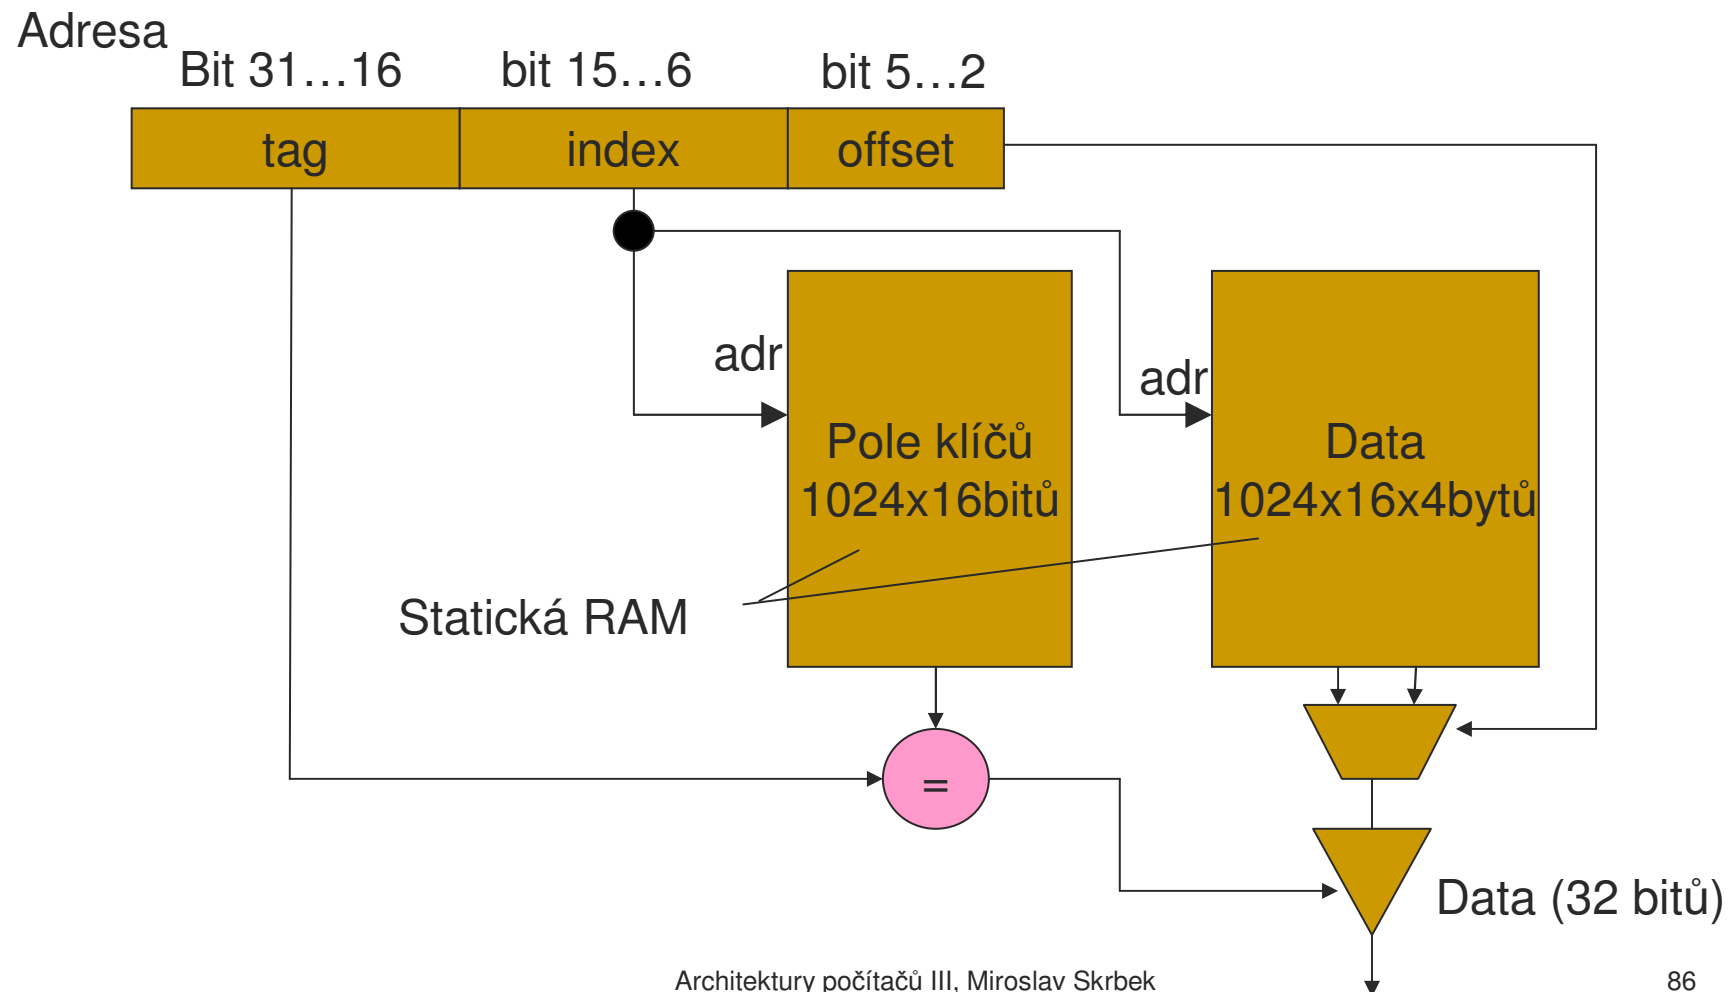 Adresa
Bit 31…16 bit 15…6 bit 5…2
tag index offset
adr
adr
Pole klíčů
1024x16bitů
Data
1024x16x4bytů
Statická RAM
=
Data (32 bitů)
Architektury počítačů III, Miroslav Skrbek 86